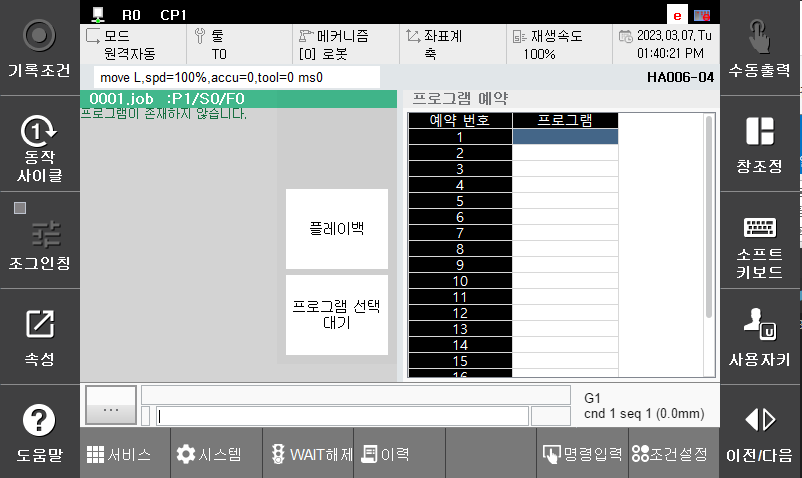 R0 CP1
e
모드
원격자동
툴
T0
메커니즘
[0] 로봇
좌표계
축
재생속도
100%
2023.03.07, Tu
01:40:21 PM
move L,spd=100%,accu=0,tool=0 ms0
HA006-04
0001.job :P1/S0/F0
프로그램이 존재하지 않습니다.
플레이백
프로그램 선택
대기
프로그램 예약
예약 번호 프로그램
1
2
3
4
5
6
7
8
9
10
11
12
13
14
15
16
...
G1
cnd 1 seq 1 (0.0mm)
기록조건
1
동작
사이클
조그인칭
속성
?
도움말
수동출력
창조정
소프트
키보드
U
사용자키
이전/다음
서비스
시스템
WAIT해제
이력
명령입력
조건설정